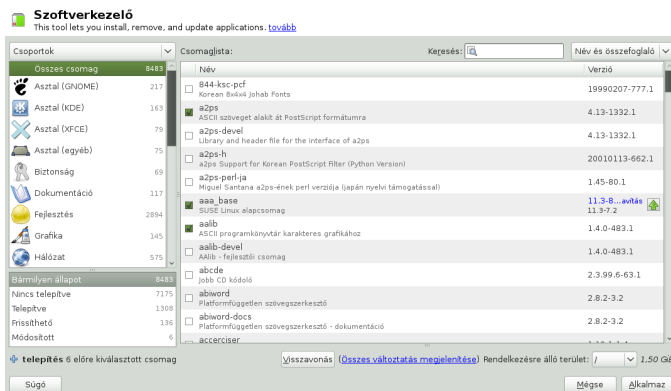 Szoftverkezelő
This tool lets you install, remove, and update applications. tovább
Csoportok
Csomaglista:
Keresés:
Név és összefoglaló
Összes csomag 8483
Asztal (GNOME) 217
Asztal (KDE) 163
Asztal (XFCE) 79
Asztal (egyéb) 75
Biztonság 69
Dokumentáció 117
Fejlesztés 2894
Grafika 145
Hálózat 575
Bármilyen állapot 8483
Nincs telepítve 7175
Telepítve 1308
Frissíthető 136
Módosított 6
Név Verzió
844-ksc-pcf 19990207-777.1
Korean 8x4x4 Johab Fonts
a2ps 4.13-1332.1
ASCII szöveget alakít át PostScript formátumra
a2ps-devel 4.13-1332.1
Library and header file for the interface of a2ps
a2ps-h 20010113-662.1
a2ps Support for Korean PostScript Filter (Python Version)
a2ps-perl-ja 1.45-80.1
Miguel Santana a2ps-ének perl verziója (japán nyelvi támogatással)
aaa_base 11.3-8...avítás
SUSE Linux alapcsomag 11.3-7.2
aalib 1.4.0-483.1
ASCII programkönyvtár karakteres grafikához
aalib-devel 1.4.0-483.1
AAlib - fejlesztői csomag
abcde 2.3.99.6-63.1
Jobb CD kódoló
abiword 2.8.2-3.2
Platformfüggetlen szövegszerkesztő
abiword-docs 2.8.2-3.2
Platformfüggetlen szövegszerkesztő - dokumentáció
accerciser
telepítés 6 előre kiválasztott csomag
Visszavonás (Összes változtatás megjelenítése) Rendelkezésre álló terület: / 1,50 GiB
Súgó
Mégse
Alkalmaz